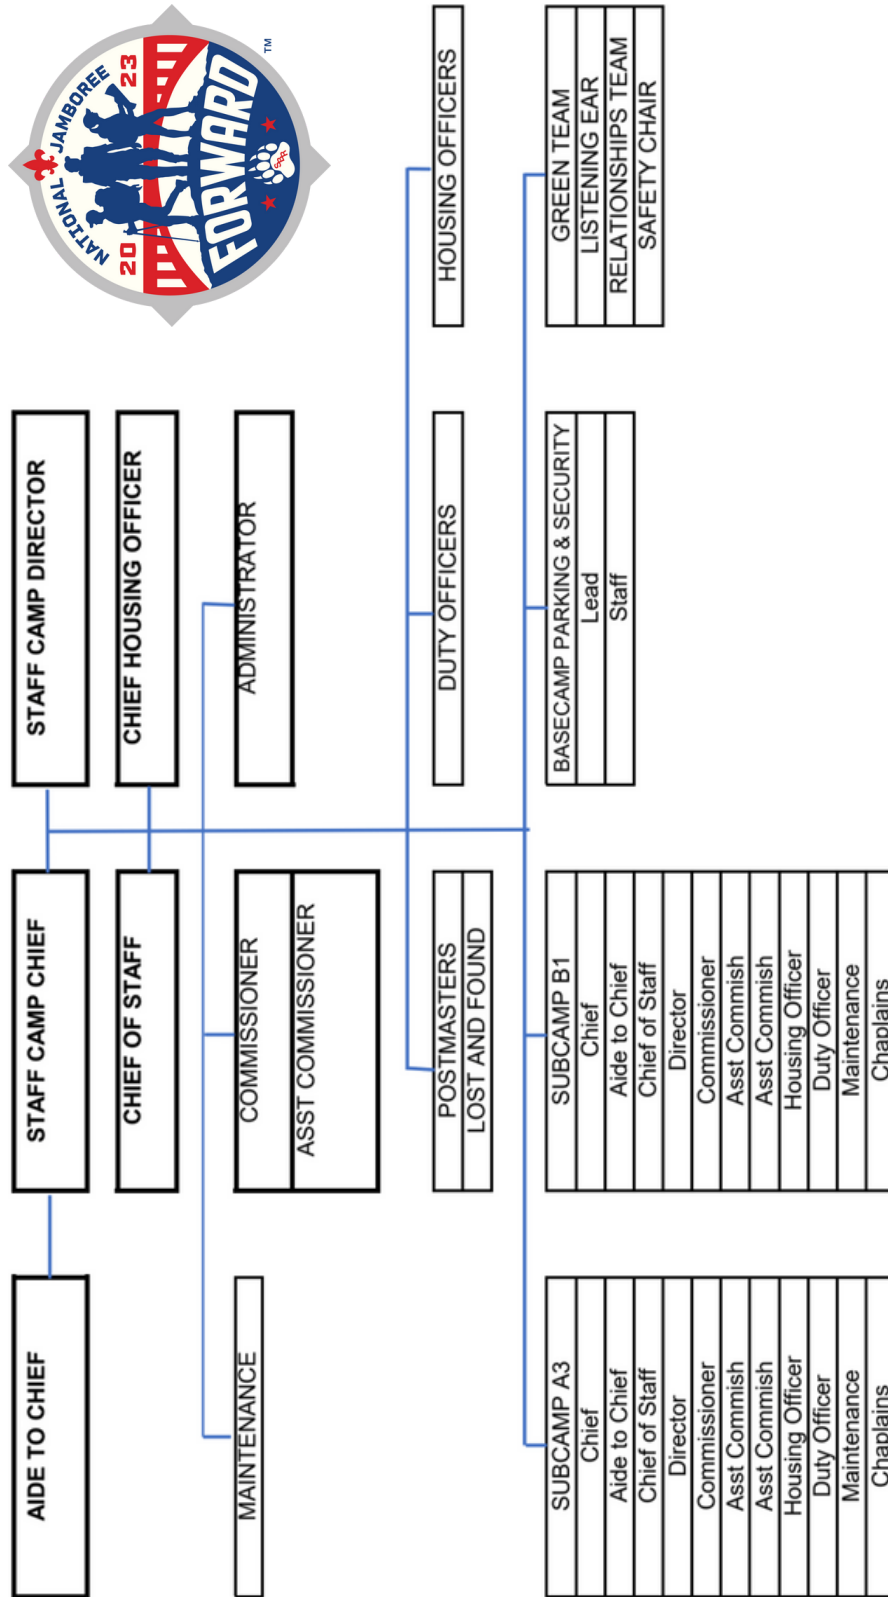 NATIONAL JAMBOREE
20 23
FORWARD
SBR
TM
AIDE TO CHIEF
STAFF CAMP CHIEF
STAFF CAMP DIRECTOR
CHIEF OF STAFF
CHIEF HOUSING OFFICER
MAINTENANCE
COMMISSIONER
ASST COMMISSIONER
ADMINISTRATOR
POSTMASTERS
LOST AND FOUND
DUTY OFFICERS
HOUSING OFFICERS
SUBCAMP A3
Chief
Aide to Chief
Chief of Staff
Director
Commissioner
Asst Commish
Asst Commish
Housing Officer
Duty Officer
Maintenance
Chaplains
SUBCAMP B1
Chief
Aide to Chief
Chief of Staff
Director
Commissioner
Asst Commish
Asst Commish
Housing Officer
Duty Officer
Maintenance
Chaplains
BASECAMP PARKING & SECURITY
Lead
Staff
GREEN TEAM
LISTENING EAR
RELATIONSHIPS TEAM
SAFETY CHAIR